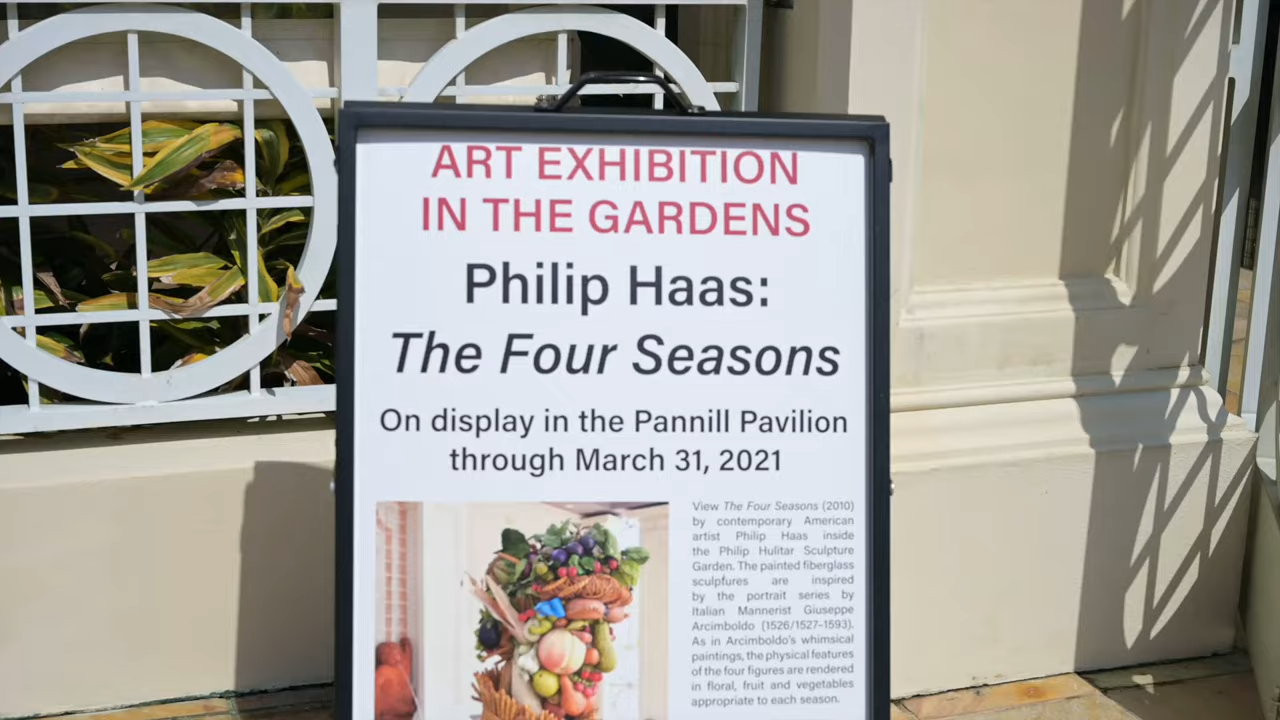 ART EXHIBITION
IN THE GARDENS
Philip Haas:
The Four Seasons
On display in the Pannill Pavilion
through March 31, 2021
View The Four Seasons (2010)
by contemporary American
artist Philip Haas inside
the Philip Hulitar Sculpture
Garden. The painted fiberglass
sculpfures are inspired
by the portrait series by
Italian Mannerist Giuseppe
Arcimboldo (1526/1527-1593).
As in Arcimboldo's whimsical
paintings, the physical features
of the four figures are rendered
in floral, fruit and vegetables
appropriate to each season.